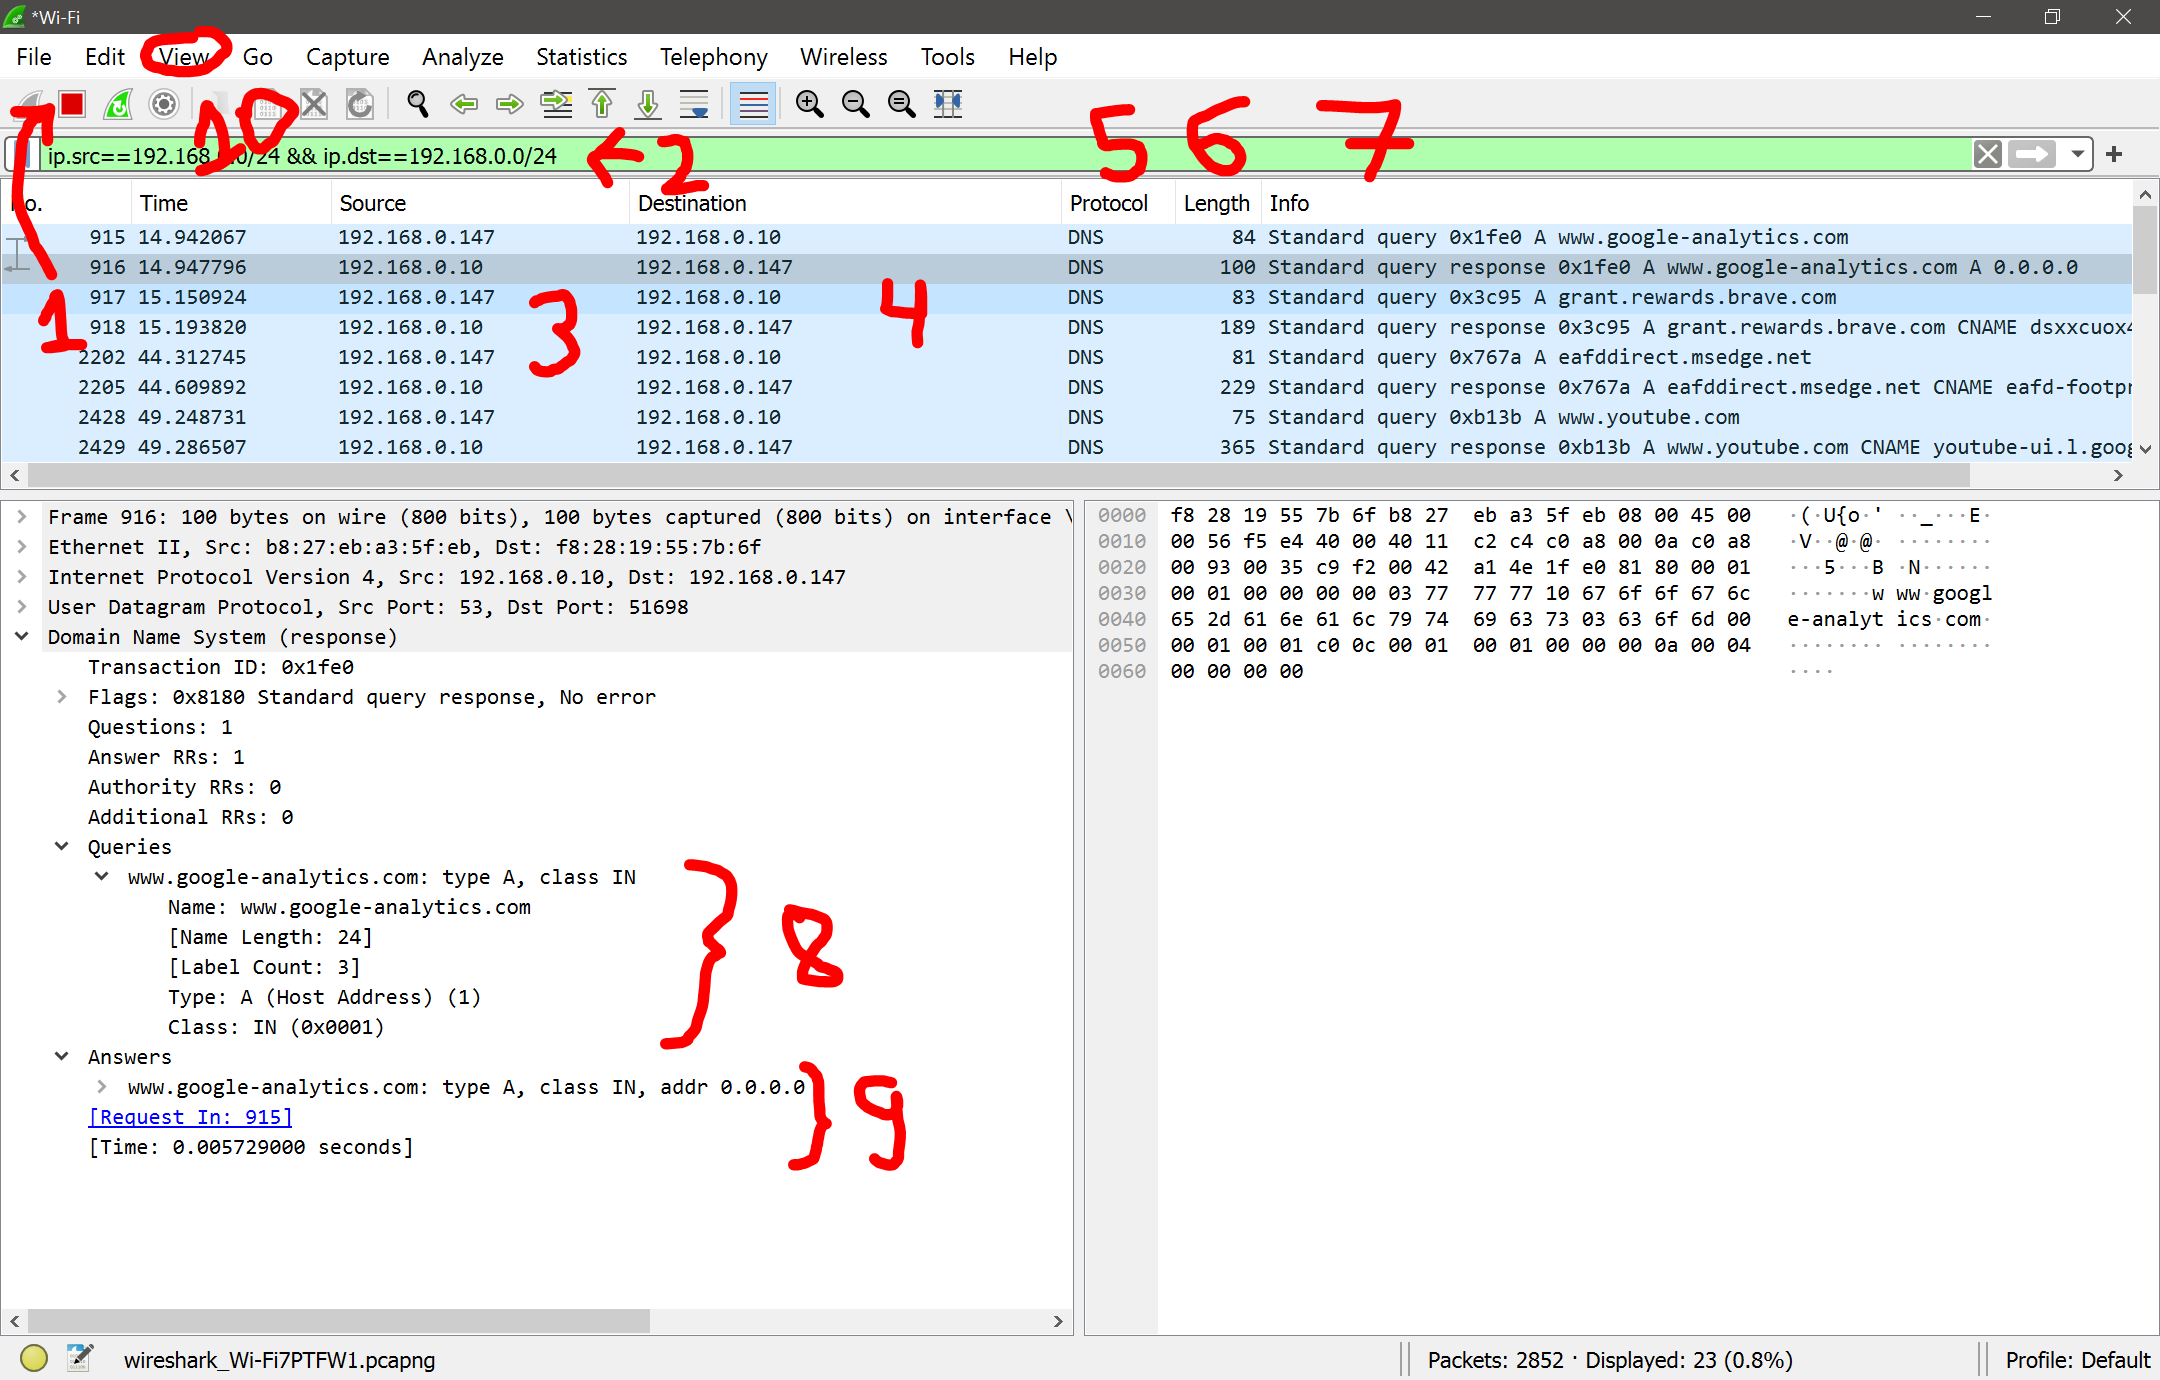 *Wi-Fi
File Edit View Go Capture Analyze Statistics Telephony Wireless Tools Help
10 5 6 7
ip.src==192.168.0.0/24 && ip.dst==192.168.0.0/24 2
No. Time Source Destination Protocol Length Info
915 14.942067 192.168.0.147 192.168.0.10 DNS 84 Standard query 0x1fe0 A www.google-analytics.com
916 14.947796 192.168.0.10 192.168.0.147 DNS 100 Standard query response 0x1fe0 A www.google-analytics.com A 0.0.0.0
917 15.150924 192.168.0.147 192.168.0.10 DNS 83 Standard query 0x3c95 A grant.rewards.brave.com
1 3 4
918 15.193820 192.168.0.10 192.168.0.147 DNS 189 Standard query response 0x3c95 A grant.rewards.brave.com CNAME dsxxcuox4
2202 44.312745 192.168.0.147 192.168.0.10 DNS 81 Standard query 0x767a A eafddirect.msedge.net
2205 44.609892 192.168.0.10 192.168.0.147 DNS 229 Standard query response 0x767a A eafddirect.msedge.net CNAME eafd-footpr
2428 49.248731 192.168.0.147 192.168.0.10 DNS 75 Standard query 0xb13b A www.youtube.com
2429 49.286507 192.168.0.10 192.168.0.147 DNS 365 Standard query response 0xb13b A www.youtube.com CNAME youtube-ui.l.goog
Frame 916: 100 bytes on wire (800 bits), 100 bytes captured (800 bits) on interface \
Ethernet II, Src: b8:27:eb:a3:5f:eb, Dst: f8:28:19:55:7b:6f
Internet Protocol Version 4, Src: 192.168.0.10, Dst: 192.168.0.147
User Datagram Protocol, Src Port: 53, Dst Port: 51698
Domain Name System (response)
Transaction ID: 0x1fe0
Flags: 0x8180 Standard query response, No error
Questions: 1
Answer RRs: 1
Authority RRs: 0
Additional RRs: 0
Queries
www.google-analytics.com: type A, class IN
Name: www.google-analytics.com
[Name Length: 24]
[Label Count: 3]
Type: A (Host Address) (1)
Class: IN (0x0001)
8
Answers
www.google-analytics.com: type A, class IN, addr 0.0.0.0
[Request In: 915]
[Time: 0.005729000 seconds]
9
0000 f8 28 19 55 7b 6f b8 27 eb a3 5f eb 08 00 45 00 ·(·U{o·' ··_···E·
0010 00 56 f5 e4 40 00 40 11 c2 c4 c0 a8 00 0a c0 a8 ·V··@·@· ········
0020 00 93 00 35 c9 f2 00 42 a1 4e 1f e0 81 80 00 01 ···5···B ·N······
0030 00 01 00 00 00 00 03 77 77 77 10 67 6f 6f 67 6c ·······w ww·googl
0040 65 2d 61 6e 61 6c 79 74 69 63 73 03 63 6f 6d 00 e-analyt ics·com·
0050 00 01 00 01 c0 0c 00 01 00 01 00 00 00 0a 00 04 ········ ········
0060 00 00 00 00 ····
wireshark_Wi-Fi7PTFW1.pcapng Packets: 2852 · Displayed: 23 (0.8%) Profile: Default